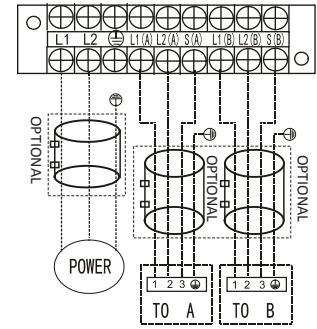 L1 L2 L1(A) L2(A) S(A) L1(B) L2(B) S(B)
OPTIONAL
OPTIONAL
OPTIONAL
POWER
1 2 3
1 2 3
TO A
TO B